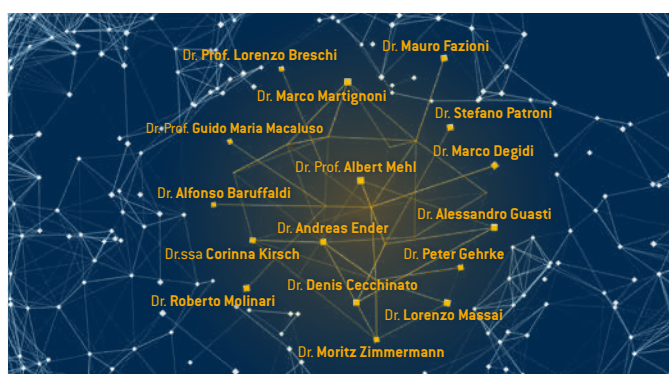 Dr. Mauro Fazioni
Dr. Prof. Lorenzo Breschi
Dr. Marco Martignoni
Dr. Stefano Patroni
Dr. Prof. Guido Maria Macaluso
Dr. Marco Degidi
Dr. Prof. Albert Mehl
Dr. Alfonso Baruffaldi
Dr. Alessandro Guasti
Dr. Andreas Ender
Dr.ssa Corinna Kirsch
Dr. Peter Gehrke
Dr. Denis Cecchinato
Dr. Roberto Molinari
Dr. Lorenzo Massai
Dr. Moritz Zimmermann